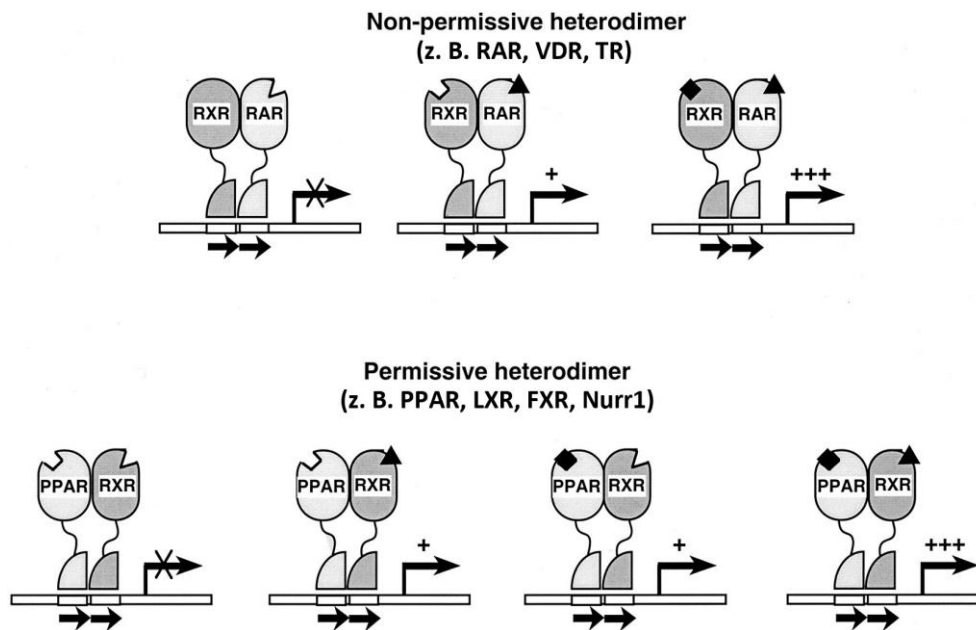 Non-permissive heterodimer
(z. B. RAR, VDR, TR)
RXR RAR
RXR RAR
+
RXR RAR
+++
Permissive heterodimer
(z. B. PPAR, LXR, FXR, Nurr1)
PPAR RXR
PPAR RXR
+
PPAR RXR
+
PPAR RXR
+++